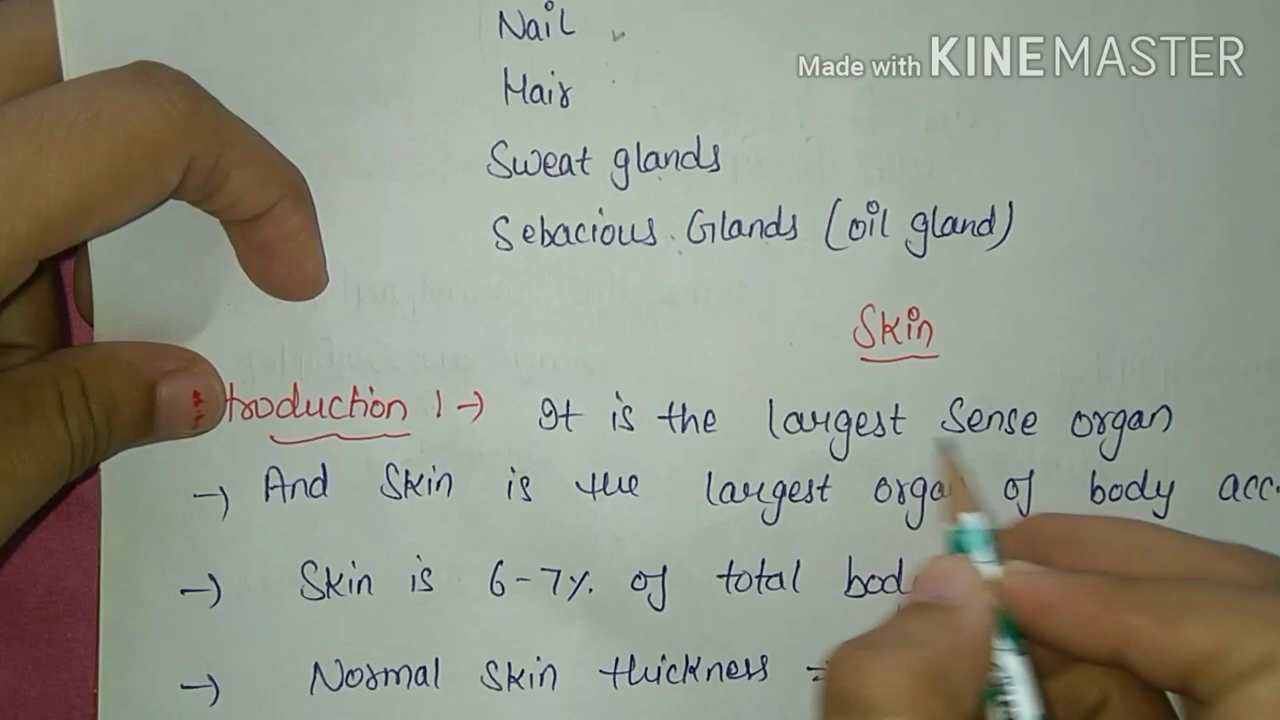 Nail
Made with KINEMASTER
Hair
Sweat glands
Sebacious Glands (oil gland)
Skin
troduction :→ It is the largest Sense organ
→ And Skin is the largest orga of body acc.
→ Skin is 6-7% of total bod
→ Normal Skin thickness =